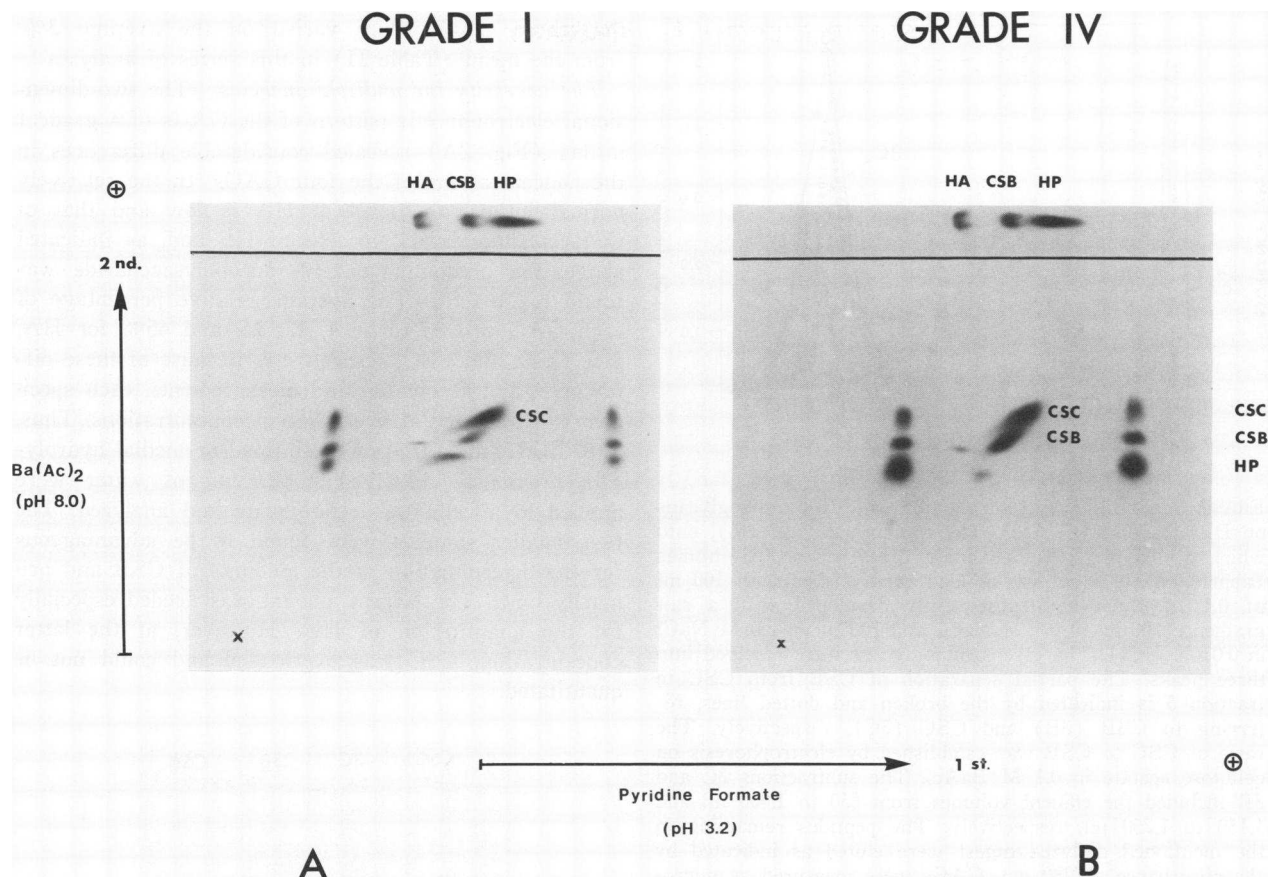 GRADE I
GRADE IV
HA CSB HP
HA CSB HP
⊕
2 nd.
CSC
CSC
CSB
CSC
CSB
HP
Ba(Ac)2
(pH 8.0)
x
x
1 st.
⊕
Pyridine Formate
(pH 3.2)
A
B